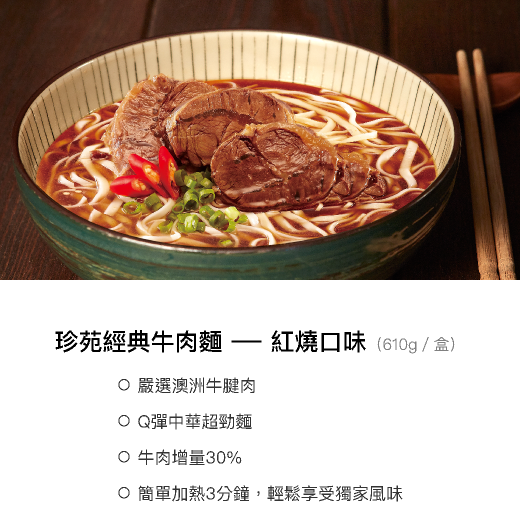 珍苑經典牛肉麵 — 紅燒口味（610g / 盒）
○ 嚴選澳洲牛腱肉
○ Q彈中華超勁麵
○ 牛肉增量30%
○ 簡單加熱3分鐘，輕鬆享受獨家風味